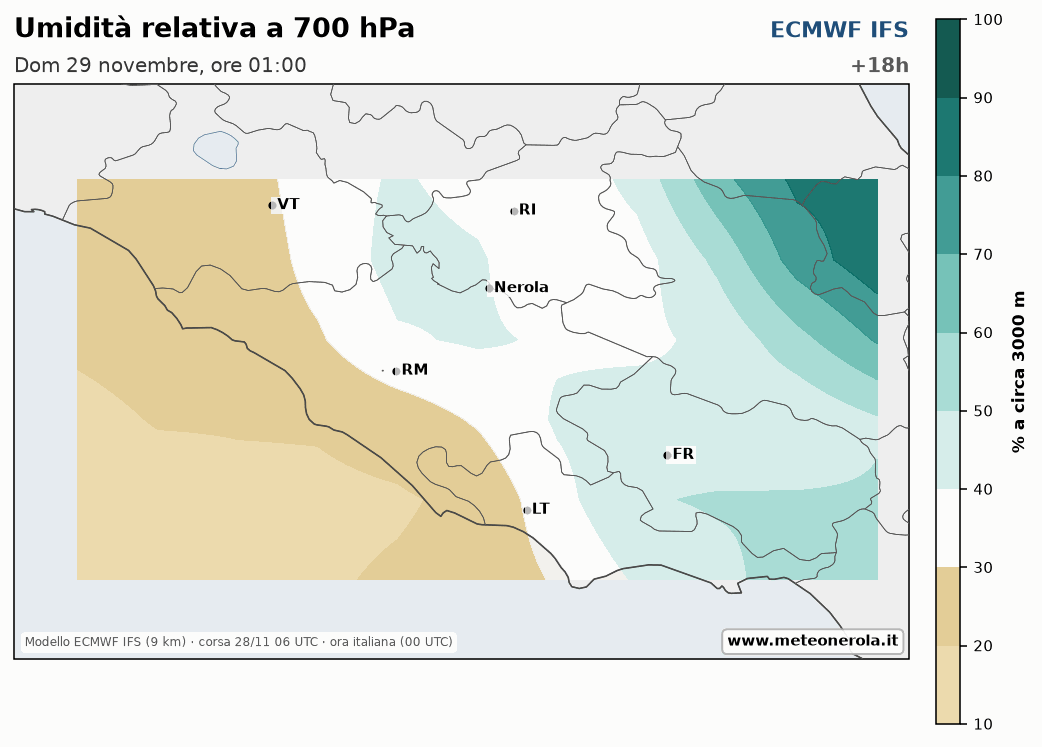 Umidità relativa a 700 hPa
ECMWF IFS
Dom 29 novembre, ore 01:00
+18h
VT
RI
Nerola
RM
FR
LT
Modello ECMWF IFS (9 km) · corsa 28/11 06 UTC · ora italiana (00 UTC)
www.meteonerola.it
100
90
80
70
60
50
40
30
20
10
% a circa 3000 m